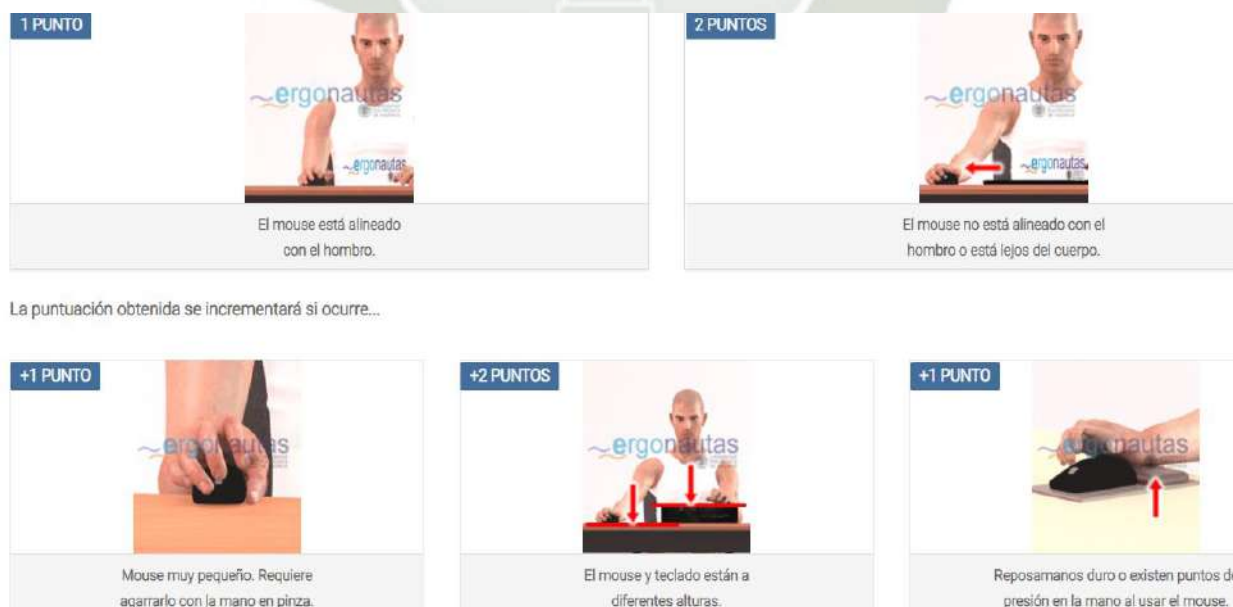 1 PUNTO
2 PUNTOS
ergonautas
ergonautas
ergonautas
ergonautas
El mouse está alineado
con el hombro.
El mouse no está alineado con el
hombro o está lejos del cuerpo.
La puntuación obtenida se incrementará si ocurre...
+1 PUNTO
+2 PUNTOS
+1 PUNTO
ergonautas
ergonautas
ergonautas
Mouse muy pequeño. Requiere
agarrarlo con la mano en pinza.
El mouse y teclado están a
diferentes alturas.
Reposamanos duro o existen puntos de
presión en la mano al usar el mouse.